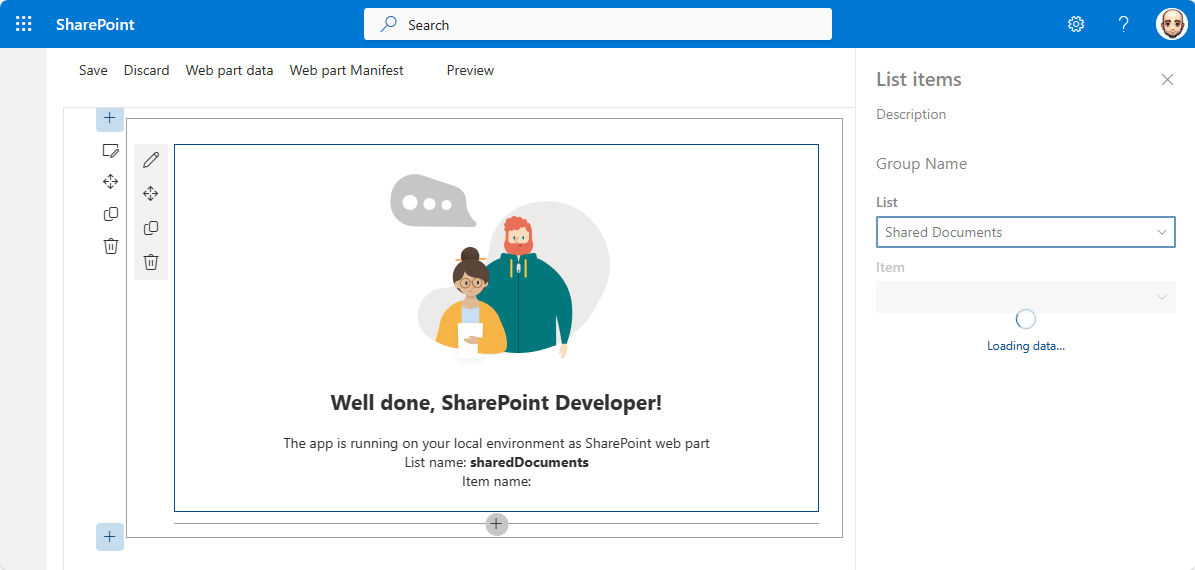 SharePoint
Search
Save Discard Web part data Web part Manifest Preview
List items
Description
Group Name
List
Shared Documents
Item
Loading data...
Well done, SharePoint Developer!
The app is running on your local environment as SharePoint web part
List name: sharedDocuments
Item name: